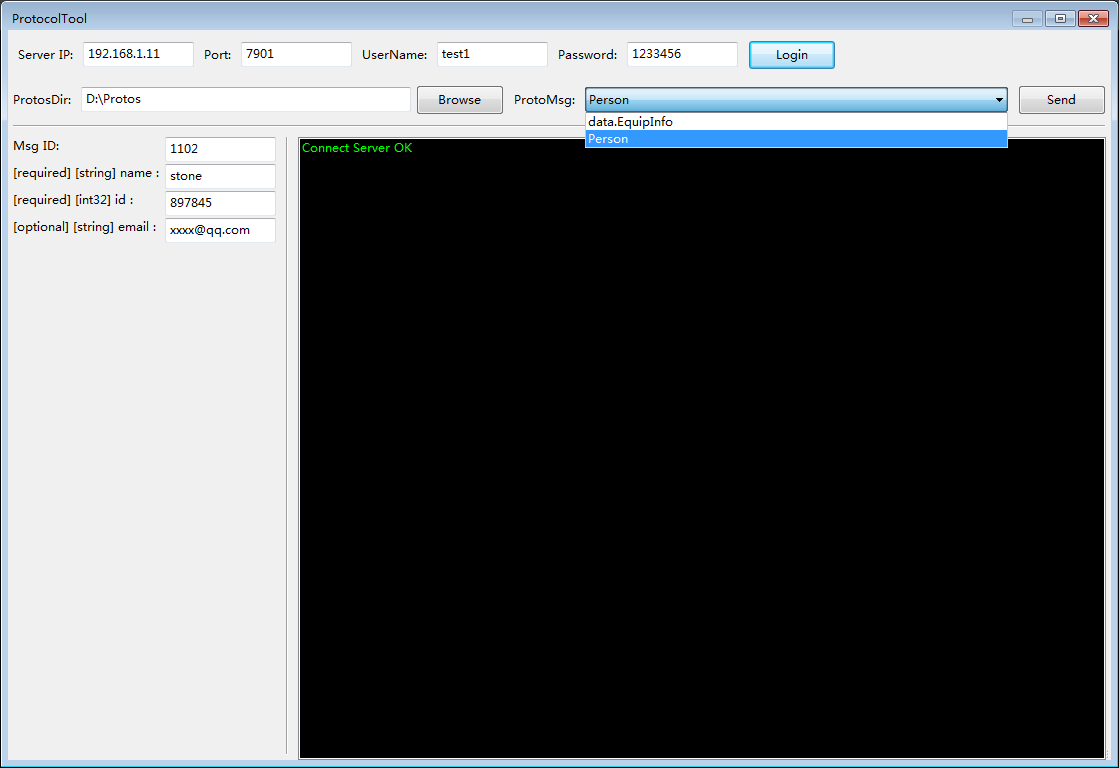 ProtocolTool
Server IP: 192.168.1.11 Port: 7901 UserName: test1 Password: 1233456 Login
ProtosDir: D:\Protos Browse ProtoMsg: Person Send
data.EquipInfo
Person
Msg ID: 1102
[required] [string] name : stone
[required] [int32] id : 897845
[optional] [string] email : xxxx@qq.com
Connect Server OK